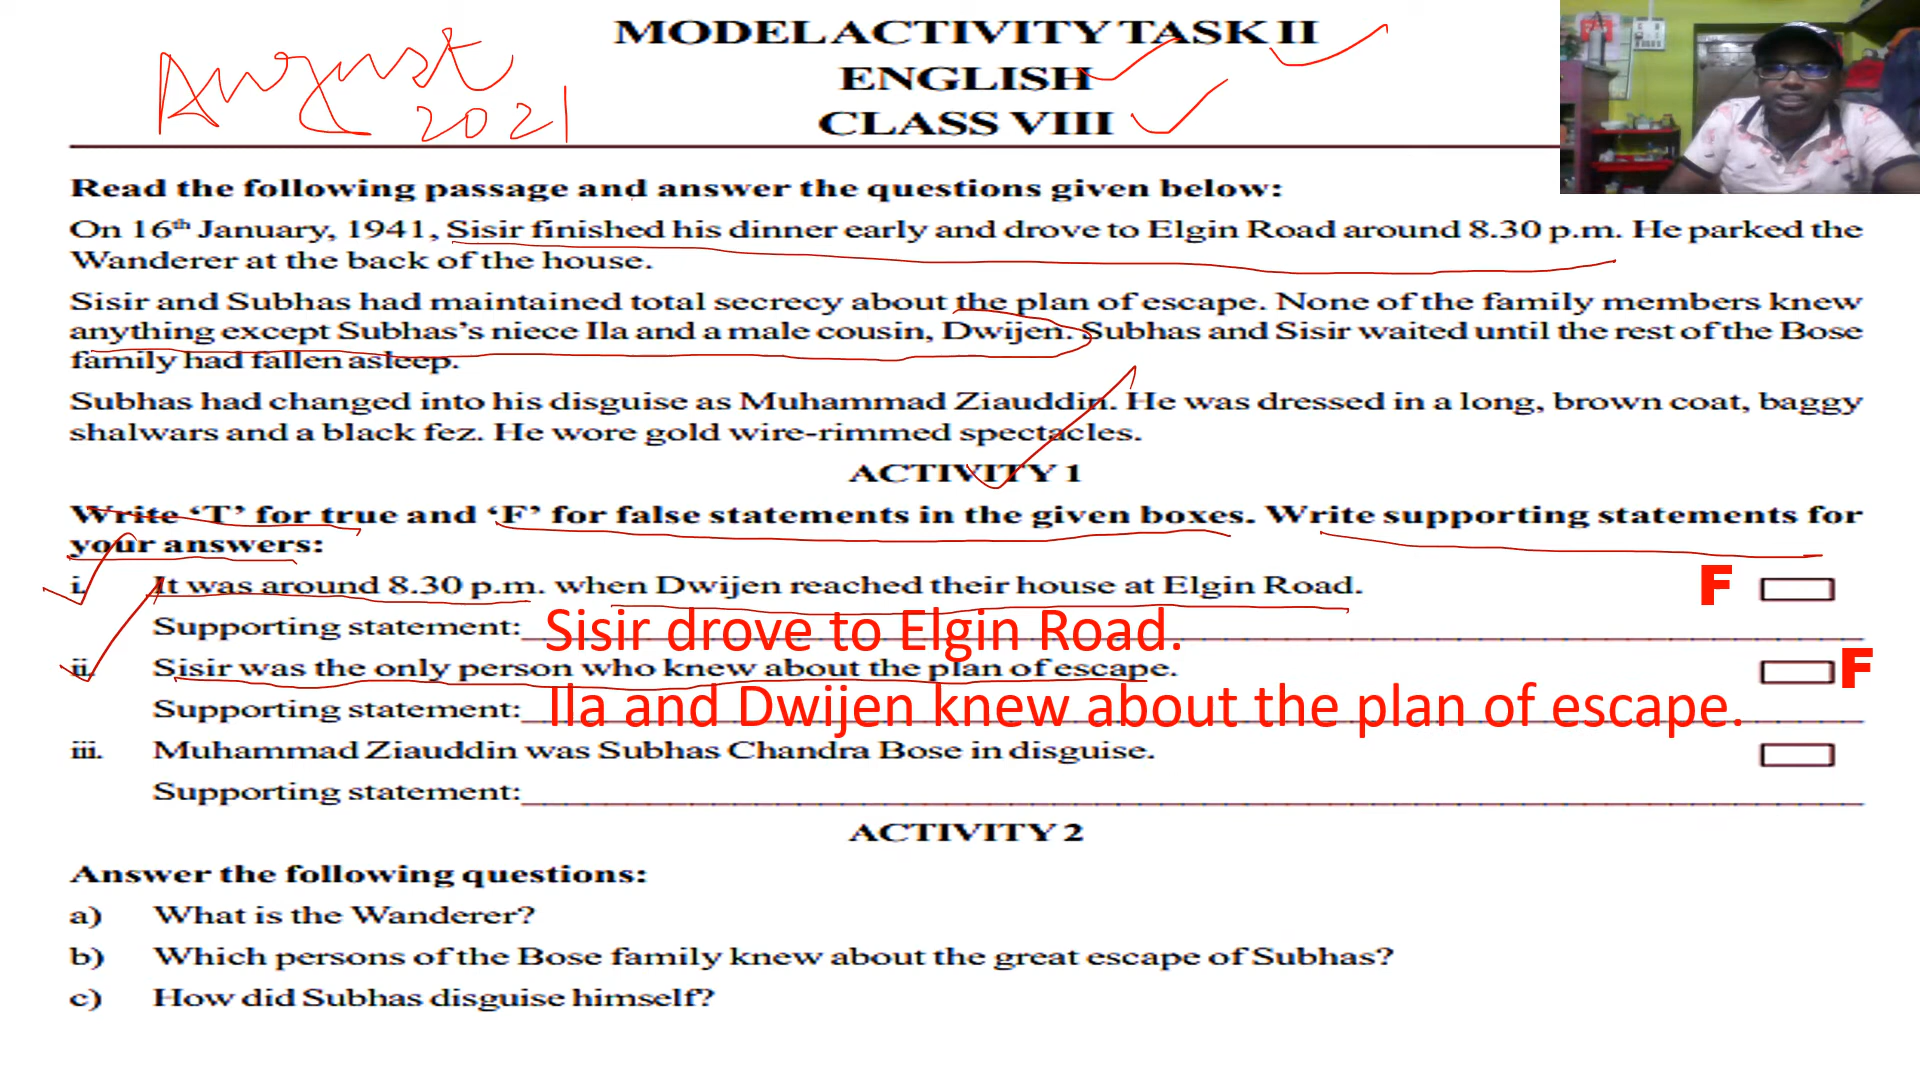 MODEL ACTIVITY TASK II
August
2021
ENGLISH
CLASS VIII
Read the following passage and answer the questions given below:
On 16th January, 1941, Sisir finished his dinner early and drove to Elgin Road around 8.30 p.m. He parked the
Wanderer at the back of the house.
Sisir and Subhas had maintained total secrecy about the plan of escape. None of the family members knew
anything except Subhas's niece Ila and a male cousin, Dwijen. Subhas and Sisir waited until the rest of the Bose
family had fallen asleep.
Subhas had changed into his disguise as Muhammad Ziauddin. He was dressed in a long, brown coat, baggy
shalwars and a black fez. He wore gold wire-rimmed spectacles.
ACTIVITY 1
Write 'T' for true and 'F' for false statements in the given boxes. Write supporting statements for
your answers:
i. It was around 8.30 p.m. when Dwijen reached their house at Elgin Road. F
Supporting statement: Sisir drove to Elgin Road.
ii. Sisir was the only person who knew about the plan of escape. F
Supporting statement: Ila and Dwijen knew about the plan of escape.
iii. Muhammad Ziauddin was Subhas Chandra Bose in disguise.
Supporting statement:
ACTIVITY 2
Answer the following questions:
a) What is the Wanderer?
b) Which persons of the Bose family knew about the great escape of Subhas?
c) How did Subhas disguise himself?